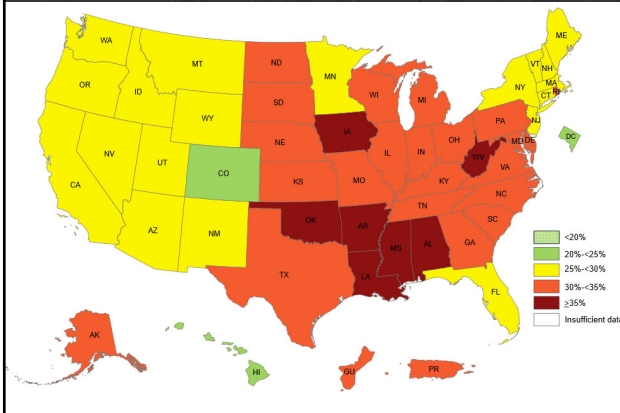 WA
OR
CA
NV
ID
MT
WY
UT
CO
AZ
NM
ND
SD
NE
KS
OK
TX
MN
IA
MO
AR
LA
WI
IL
MI
IN
OH
KY
TN
MS
AL
GA
FL
SC
NC
VA
WV
PA
NY
VT
NH
ME
MA
CT
RI
NJ
DE
MD
DC
AK
HI
GU
PR
<20%
20%-<25%
25%-<30%
30%-<35%
≥35%
Insufficient data